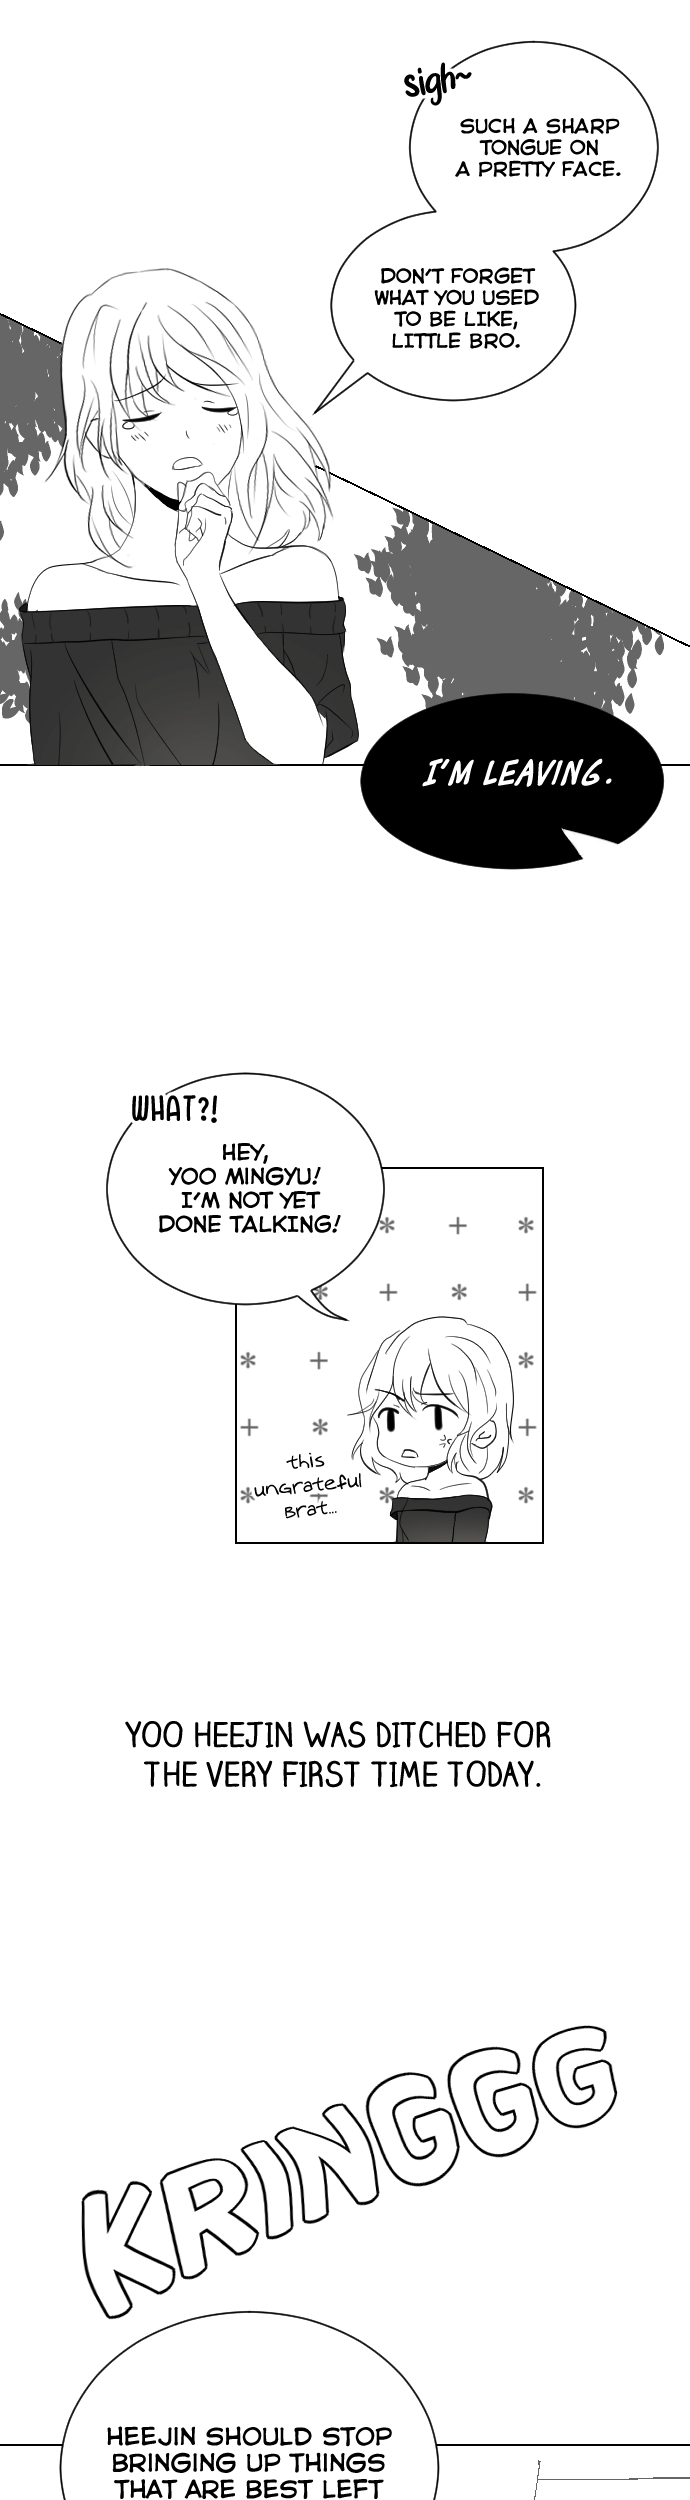 sigh~
SUCH A SHARP
TONGUE ON
A PRETTY FACE.
DON'T FORGET
WHAT YOU USED
TO BE LIKE,
LITTLE BRO.
I'M LEAVING.
WHAT?!
HEY,
YOO MINGYU!
I'M NOT YET
DONE TALKING!
this
ungrateful
Brat...
YOO HEEJIN WAS DITCHED FOR
THE VERY FIRST TIME TODAY.
KRINGGG
HEEJIN SHOULD STOP
BRINGING UP THINGS
THAT ARE BEST LEFT